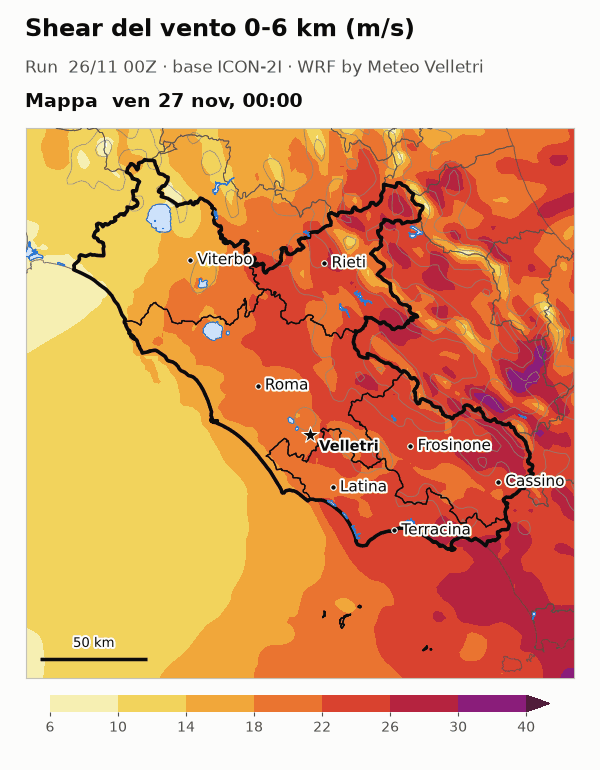 Shear del vento 0-6 km (m/s)
Run  26/11 00Z · base ICON-2I · WRF by Meteo Velletri
Mappa  ven 27 nov, 00:00
Viterbo
Rieti
Roma
Velletri
Frosinone
Cassino
Latina
Terracina
50 km
6 10 14 18 22 26 30 40